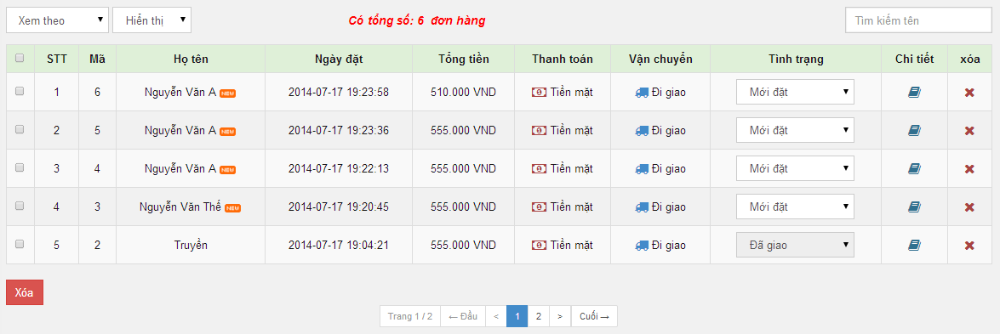 Xem theo Hiển thị Có tổng số: 6 đơn hàng Tìm kiếm tên
STT Mã Họ tên Ngày đặt Tổng tiền Thanh toán Vận chuyển Tình trạng Chi tiết xóa
1 6 Nguyễn Văn A NEW 2014-07-17 19:23:58 510.000 VND Tiền mặt Đi giao Mới đặt
2 5 Nguyễn Văn A NEW 2014-07-17 19:23:36 555.000 VND Tiền mặt Đi giao Mới đặt
3 4 Nguyễn Văn A NEW 2014-07-17 19:22:13 555.000 VND Tiền mặt Đi giao Mới đặt
4 3 Nguyễn Văn Thế NEW 2014-07-17 19:20:45 555.000 VND Tiền mặt Đi giao Mới đặt
5 2 Truyền 2014-07-17 19:04:21 555.000 VND Tiền mặt Đi giao Đã giao
Xóa
Trang 1 / 2 ← Đầu < 1 2 > Cuối →